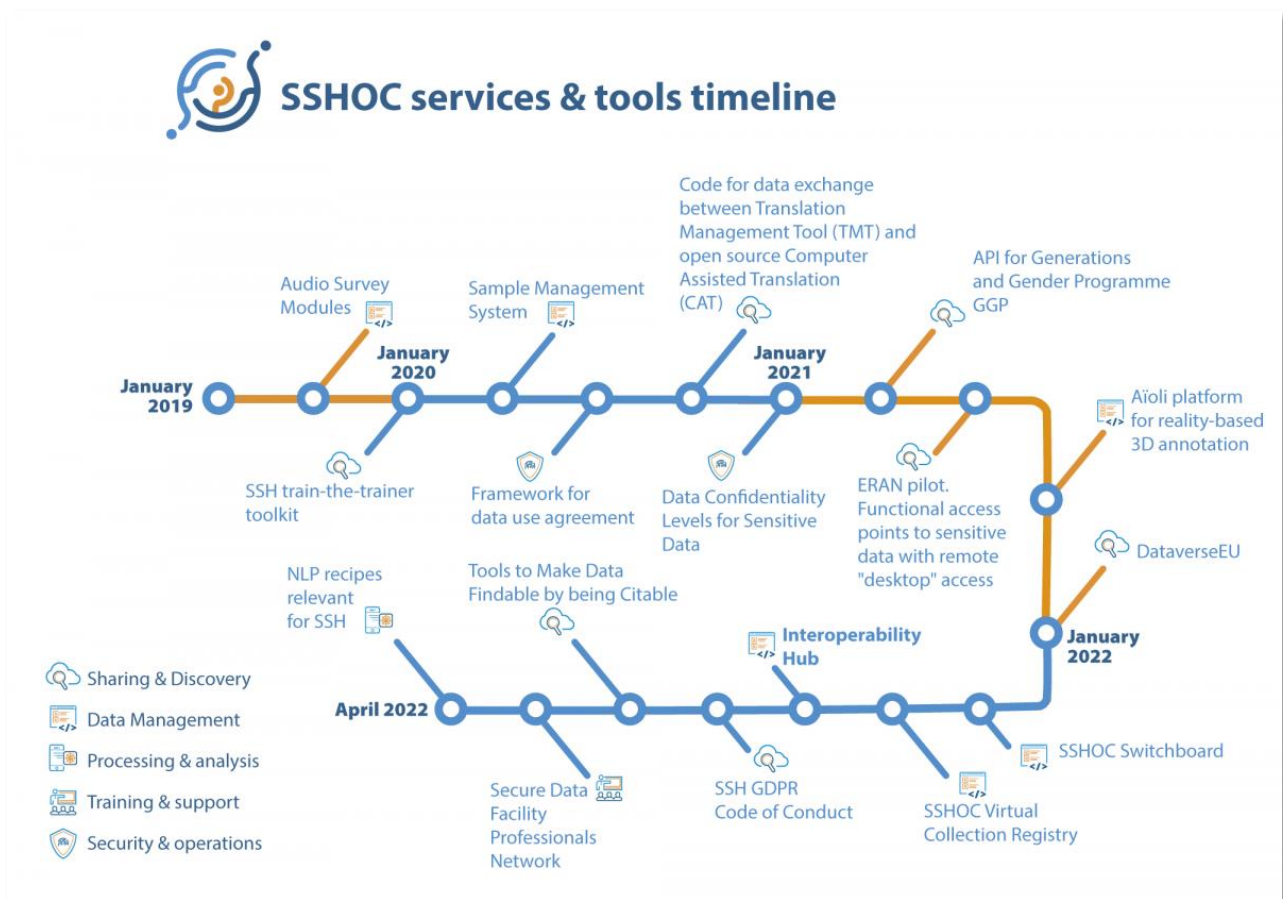 SSHOC services & tools timeline
Code for data exchange
between Translation
Management Tool (TMT) and
open source Computer
Assisted Translation
(CAT)
API for Generations
and Gender Programme
GGP
Audio Survey
Modules
Sample Management
System
January
2019
January
2020
January
2021
Aïoli platform
for reality-based
3D annotation
SSH train-the-trainer
toolkit
Framework for
data use agreement
Data Confidentiality
Levels for Sensitive
Data
ERAN pilot.
Functional access
points to sensitive
data with remote
"desktop" access
DataverseEU
January
2022
NLP recipes
relevant
for SSH
Tools to Make Data
Findable by being Citable
Interoperability
Hub
April 2022
SSHOC Switchboard
Secure Data
Facility
Professionals
Network
SSH GDPR
Code of Conduct
SSHOC Virtual
Collection Registry
Sharing & Discovery
Data Management
Processing & analysis
Training & support
Security & operations